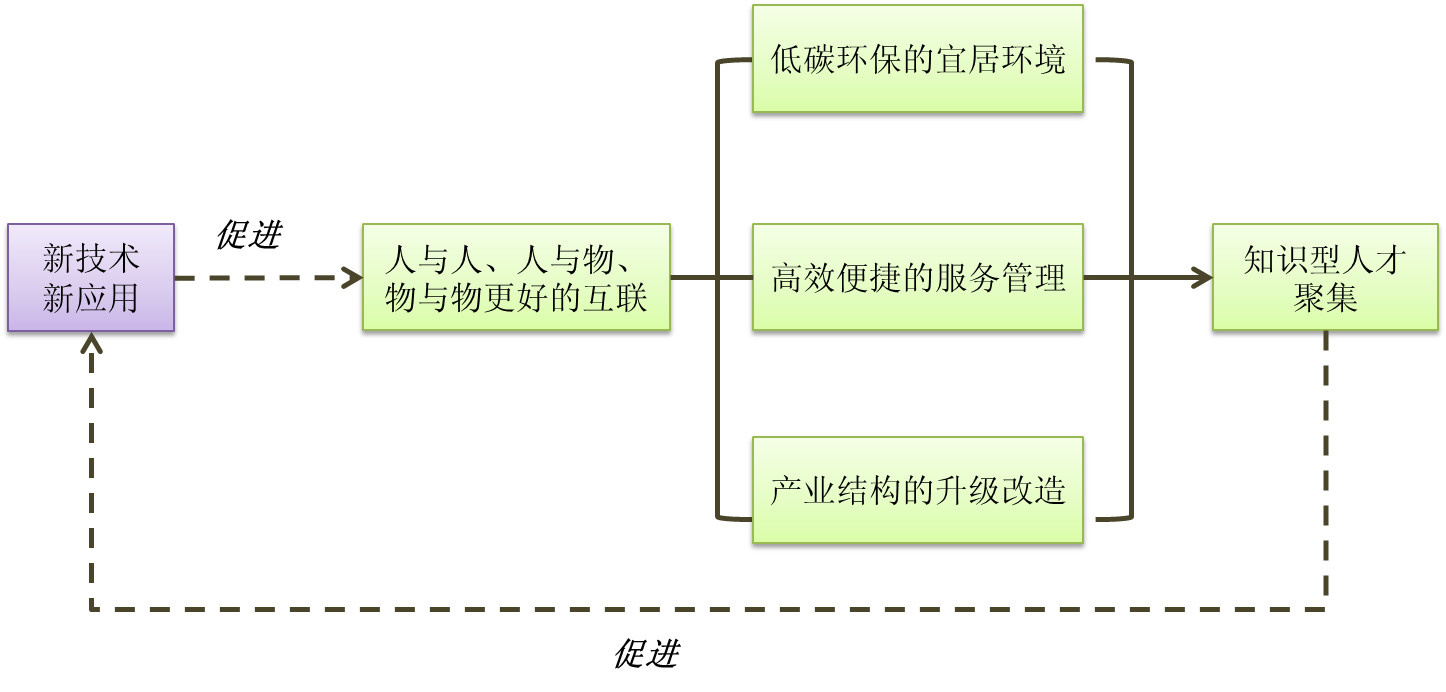 低碳环保的宜居环境
促进
新技术
新应用
人与人、人与物、
物与物更好的互联
高效便捷的服务管理
知识型人才
聚集
产业结构的升级改造
促进